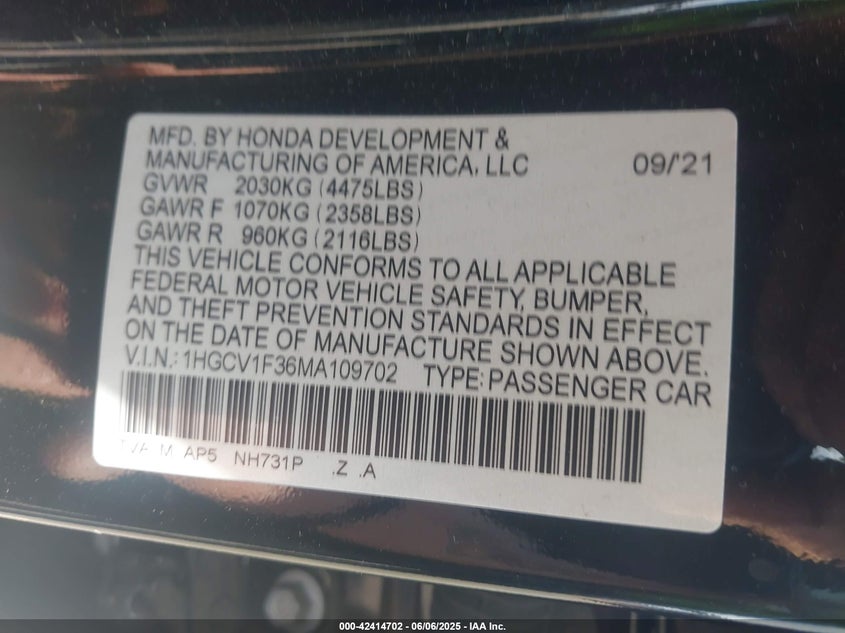 MFD. BY HONDA DEVELOPMENT &
MANUFACTURING OF AMERICA, LLC 09/'21
GVWR 2030KG (4475LBS)
GAWR F 1070KG (2358LBS)
GAWR R 960KG (2116LBS)
THIS VEHICLE CONFORMS TO ALL APPLICABLE
FEDERAL MOTOR VEHICLE SAFETY, BUMPER,
AND THEFT PREVENTION STANDARDS IN EFFECT
ON THE DATE OF MANUFACTURE SHOWN ABOVE.
V.I.N.: 1HGCV1F36MA109702 TYPE: PASSENGER CAR
AP5 NH731P .Z .A
000-42414702 - 06/06/2025 - IAA Inc.